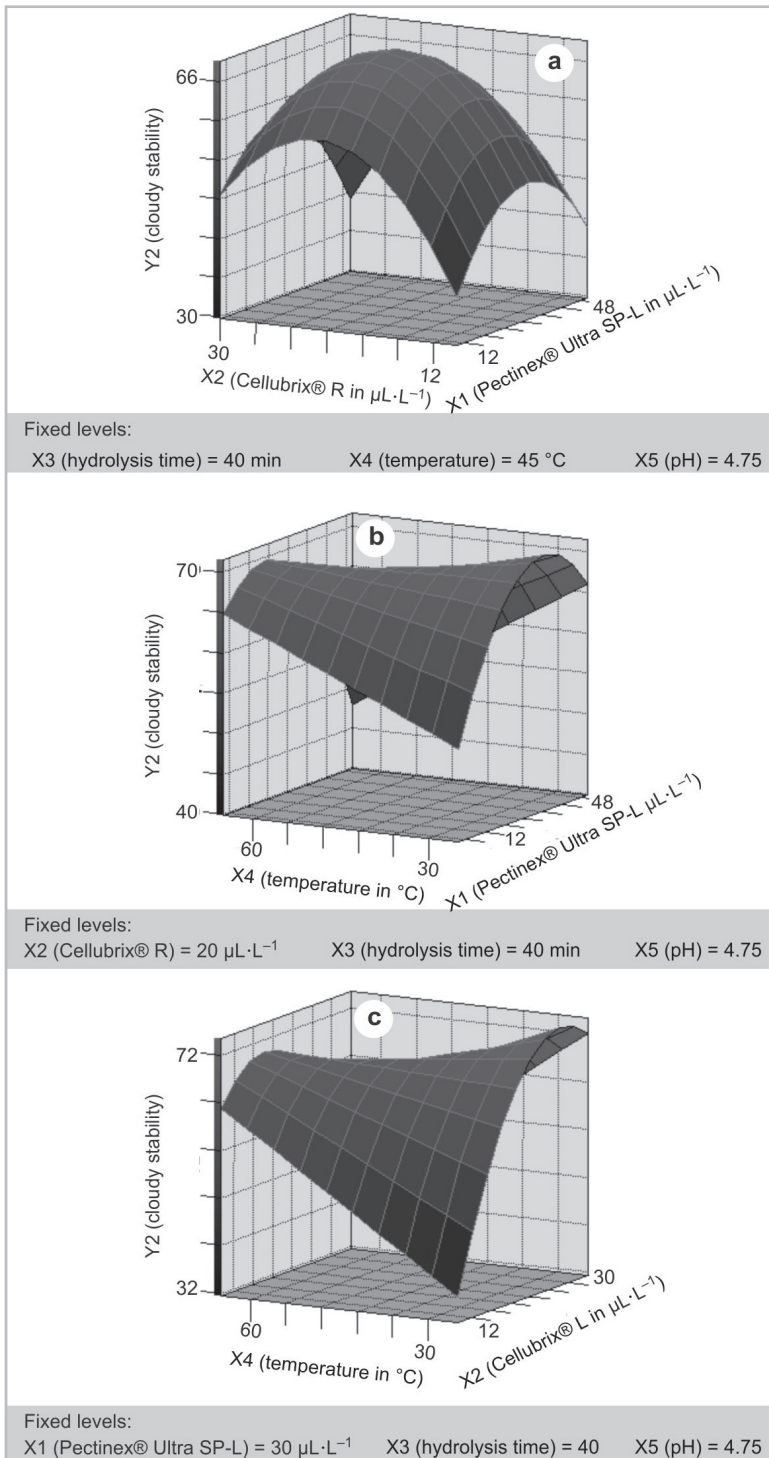 a
66
Y2 (cloudy stability)
30
30
12
12
48
X2 (Cellubrix® R in µL·L⁻¹)
X1 (Pectinex® Ultra SP-L in µL·L⁻¹)
Fixed levels:
X3 (hydrolysis time) = 40 min X4 (temperature) = 45 °C X5 (pH) = 4.75
b
70
Y2 (cloudy stability)
40
60
30
12
48
X4 (temperature in °C)
X1 (Pectinex® Ultra SP-L µL·L⁻¹)
Fixed levels:
X2 (Cellubrix® R) = 20 µL·L⁻¹ X3 (hydrolysis time) = 40 min X5 (pH) = 4.75
c
72
Y2 (cloudy stability)
32
60
30
12
30
X4 (temperature in °C)
X2 (Cellubrix® L in µL·L⁻¹)
Fixed levels:
X1 (Pectinex® Ultra SP-L) = 30 µL·L⁻¹ X3 (hydrolysis time) = 40 X5 (pH) = 4.75